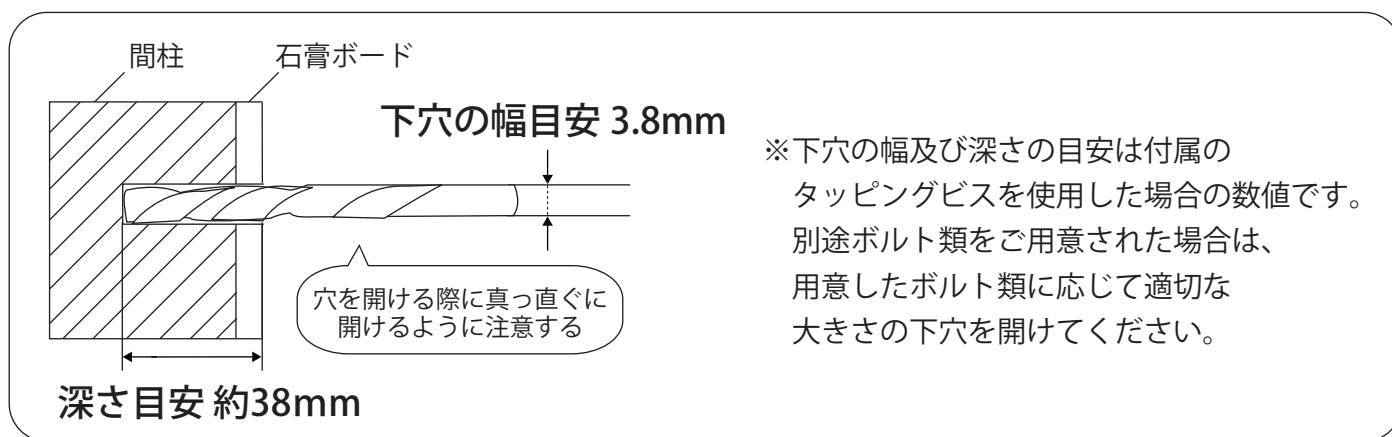 間柱
石膏ボード
下穴の幅目安 3.8mm
穴を開ける際に真っ直ぐに
開けるように注意する
深さ目安 約38mm
※下穴の幅及び深さの目安は付属の
タッピングビスを使用した場合の数値です。
別途ボルト類をご用意された場合は、
用意したボルト類に応じて適切な
大きさの下穴を開けてください。